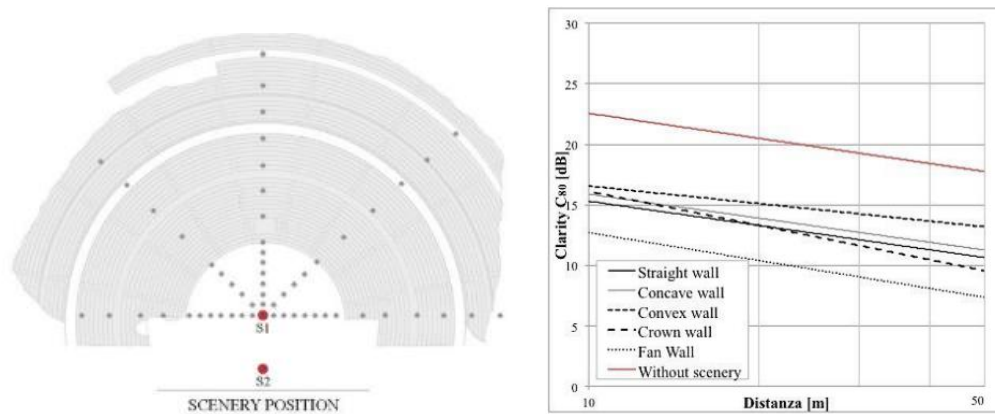 S1
S2
SCENERY POSITION
Clarity C80 [dB]
30
25
20
15
10
5
0
Straight wall
Concave wall
Convex wall
Crown wall
Fan Wall
Without scenery
10
Distanza [m]
50